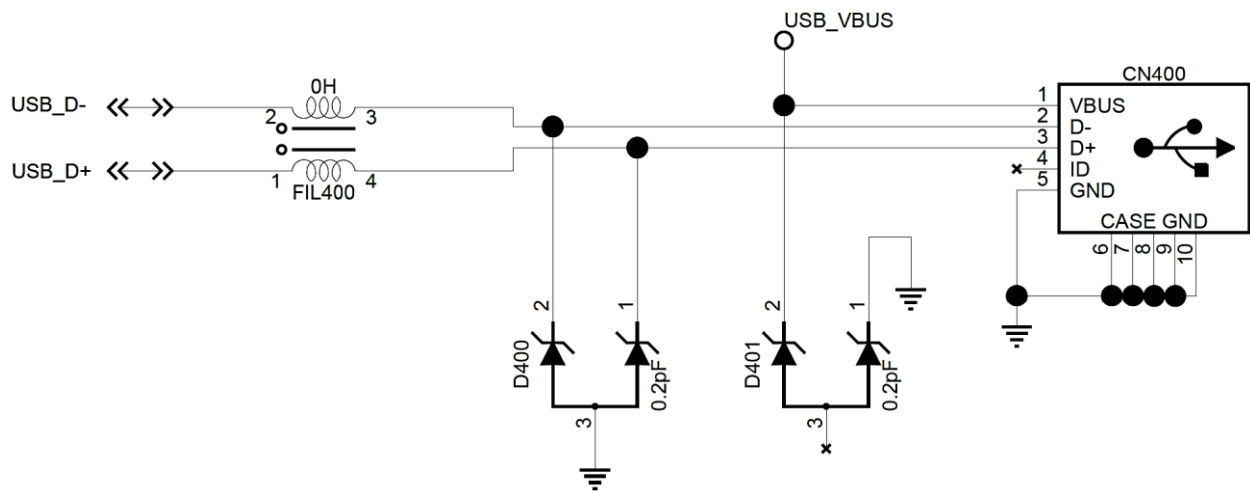 USB_VBUS
CN400
0H
USB_D-
2 3
1 VBUS
2 D-
3 D+
4 ID
5 GND
USB_D+
1 4
FIL400
CASE GND
6 7 8 9 10
2 1
D400
0.2pF
3
2 1
D401
0.2pF
3